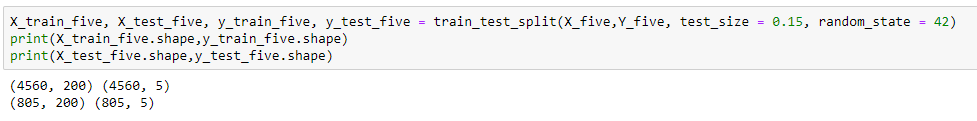 X_train_five, X_test_five, y_train_five, y_test_five = train_test_split(X_five,Y_five, test_size = 0.15, random_state = 42)
print(X_train_five.shape,y_train_five.shape)
print(X_test_five.shape,y_test_five.shape)
(4560, 200) (4560, 5)
(805, 200) (805, 5)